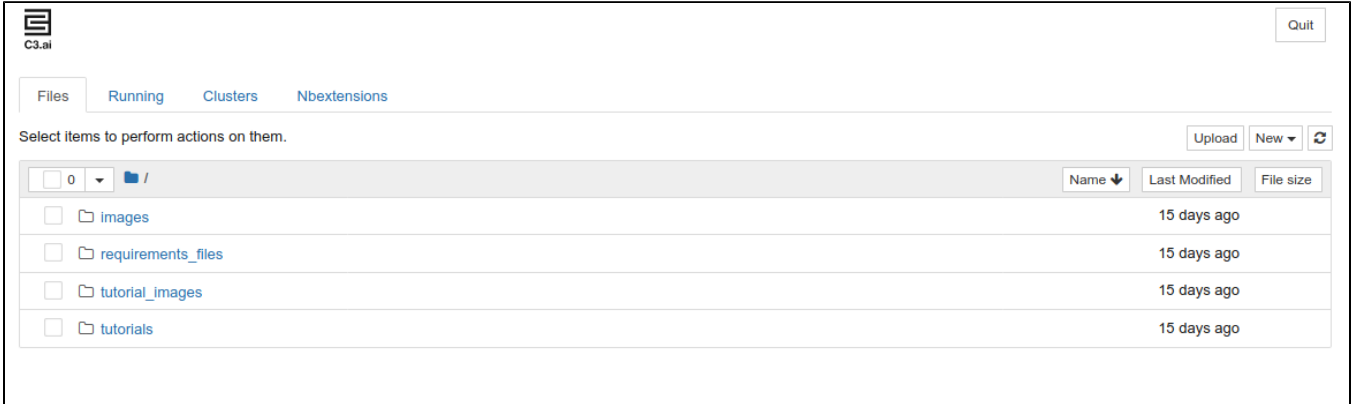 C3.ai
Quit
Files Running Clusters Nbextensions
Select items to perform actions on them.
Upload New
0 /
Name Last Modified File size
images 15 days ago
requirements_files 15 days ago
tutorial_images 15 days ago
tutorials 15 days ago